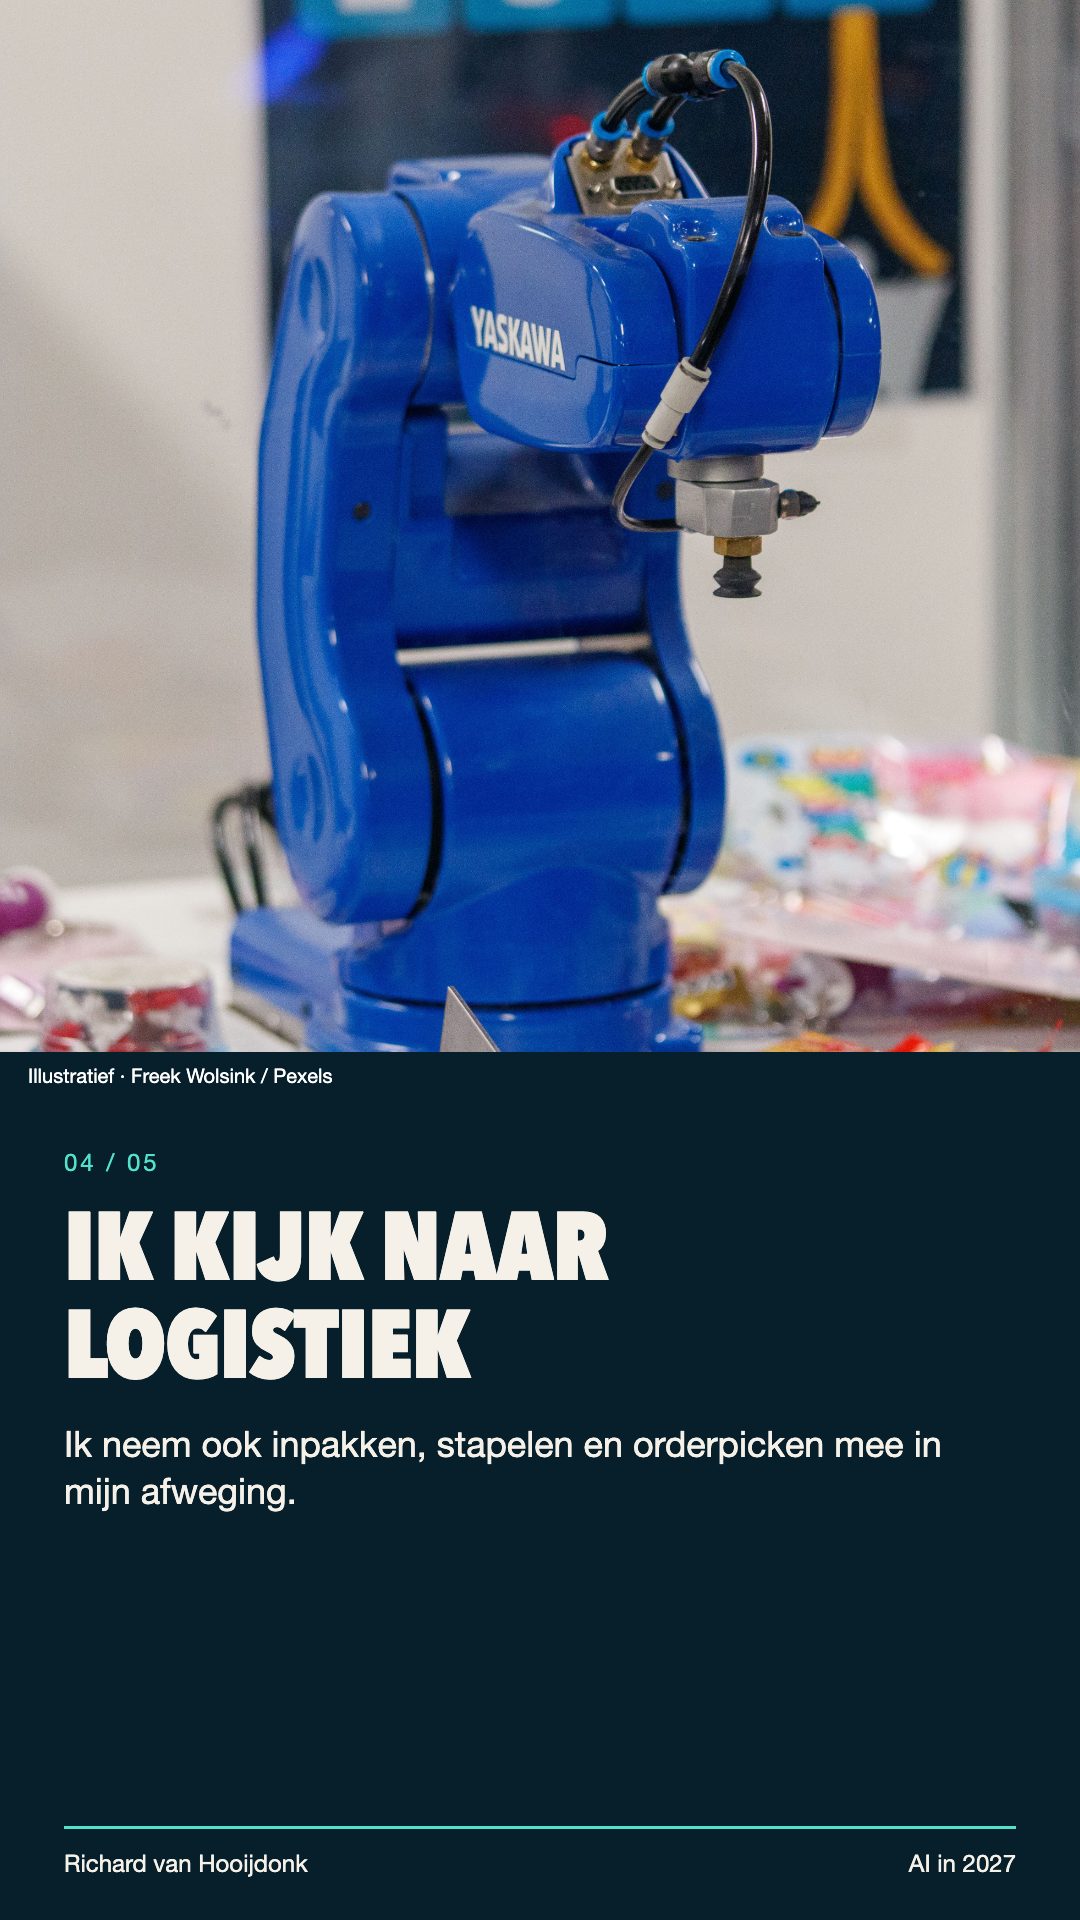 YASKAWA
Illustratief · Freek Wolsink / Pexels
04 / 05
IK KIJK NAAR
LOGISTIEK
Ik neem ook inpakken, stapelen en orderpicken mee in
mijn afweging.
Richard van Hooijdonk
AI in 2027